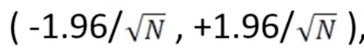 ( -1.96/√N , +1.96/√N ),